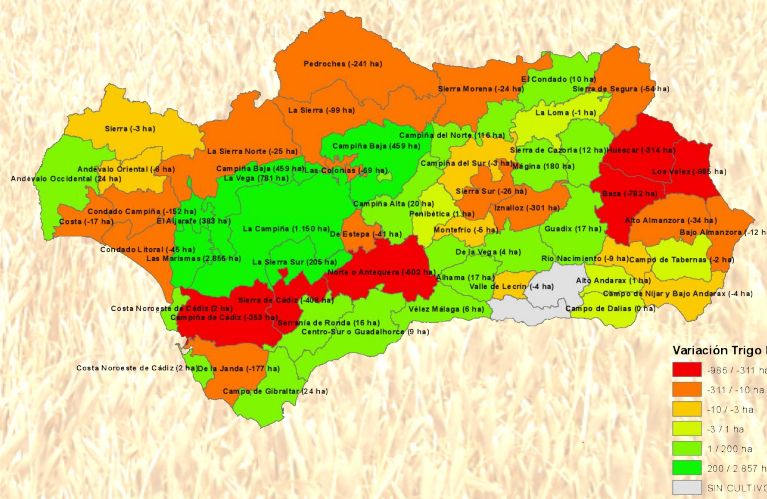 Pedroches (-241 ha)
El Condado (10 ha)
Sierra Morena (-24 ha)
Sierra de Segura (-54 ha)
La Sierra (-99 ha)
La Loma (-1 ha)
Sierra (-3 ha)
Campiña del Norte (116 ha)
Campiña Baja (459 ha)
La Sierra Norte (-25 ha)
Sierra de Cazorla (12 ha)
Huéscar (-314 ha)
Campiña del Sur (-3 ha)
Mágina (180 ha)
Andévalo Oriental (-6 ha)
Campiña Baja (459 ha)
Las Colonias (-69 ha)
Los Vélez (-985 ha)
Andévalo Occidental (24 ha)
La Vega (781 ha)
Sierra Sur (-26 ha)
Baza (-782 ha)
Campiña Alta (20 ha)
Iznalloz (-301 ha)
Condado Campiña (-152 ha)
Penibética (1 ha)
Costa (-17 ha)
El Aljarafe (383 ha)
Alto Almanzora (-34 ha)
La Campiña (1.150 ha)
Montefrío (-5 ha)
Guadix (17 ha)
De Estepa (-41 ha)
Bajo Almanzora (-12 h
Condado Litoral (-45 ha)
De la Vega (4 ha)
Las Marismas (2.856 ha)
La Sierra Sur (205 ha)
Río Nacimiento (-9 ha)
Campo de Tabernas (-2 ha)
Norte o Antequera (-602 ha)
Alhama (17 ha)
Alto Andarax (1 ha)
Valle de Lecrín (-4 ha)
Campo de Níjar y Bajo Andarax (-4 ha)
Sierra de Cádiz (-408 ha)
Costa Noroeste de Cádiz (2 ha)
Vélez Málaga (6 ha)
Campo de Dalías (0 ha)
Campiña de Cádiz (-353 ha)
Serranía de Ronda (16 ha)
Centro-Sur o Guadalhorce (9 ha)
Costa Noroeste de Cádiz (2 ha)
De la Janda (-177 ha)
Campo de Gibraltar (24 ha)
Variación Trigo
-986 / -311 ha
-311 / -10 ha
-10 / -3 ha
-3 / 1 ha
1 / 200 ha
200 / 2.857 h
SIN CULTIVO